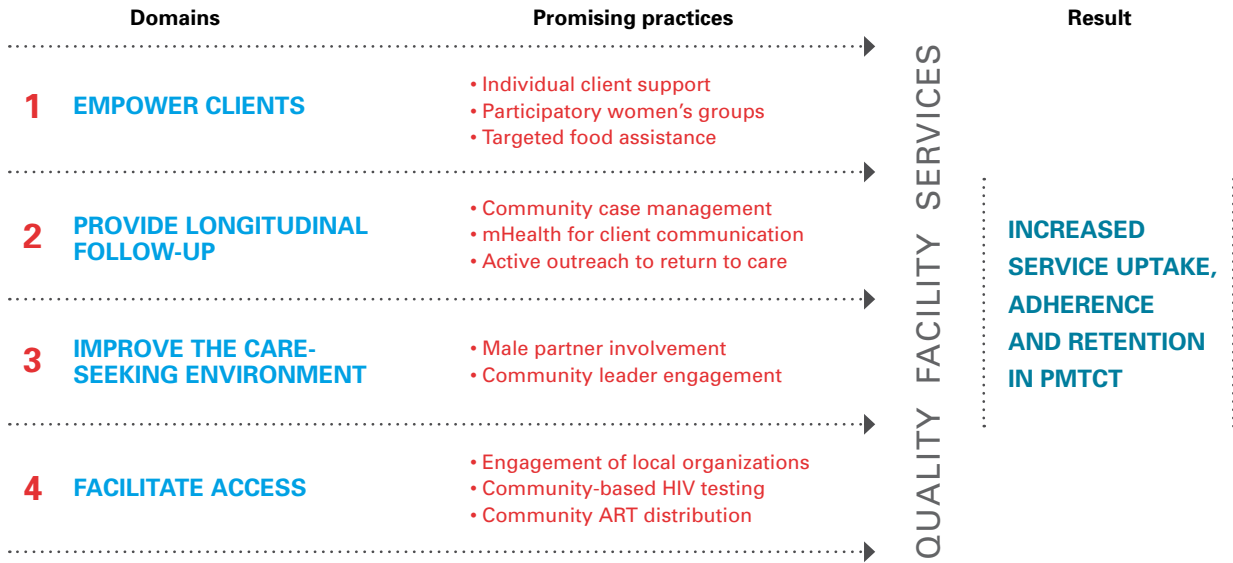 Domains
Promising practices
Result
1
EMPOWER CLIENTS
• Individual client support
• Participatory women’s groups
• Targeted food assistance
2
PROVIDE LONGITUDINAL
FOLLOW-UP
• Community case management
• mHealth for client communication
• Active outreach to return to care
3
IMPROVE THE CARE-
SEEKING ENVIRONMENT
• Male partner involvement
• Community leader engagement
4
FACILITATE ACCESS
• Engagement of local organizations
• Community-based HIV testing
• Community ART distribution
QUALITY FACILITY SERVICES
INCREASED
SERVICE UPTAKE,
ADHERENCE
AND RETENTION
IN PMTCT